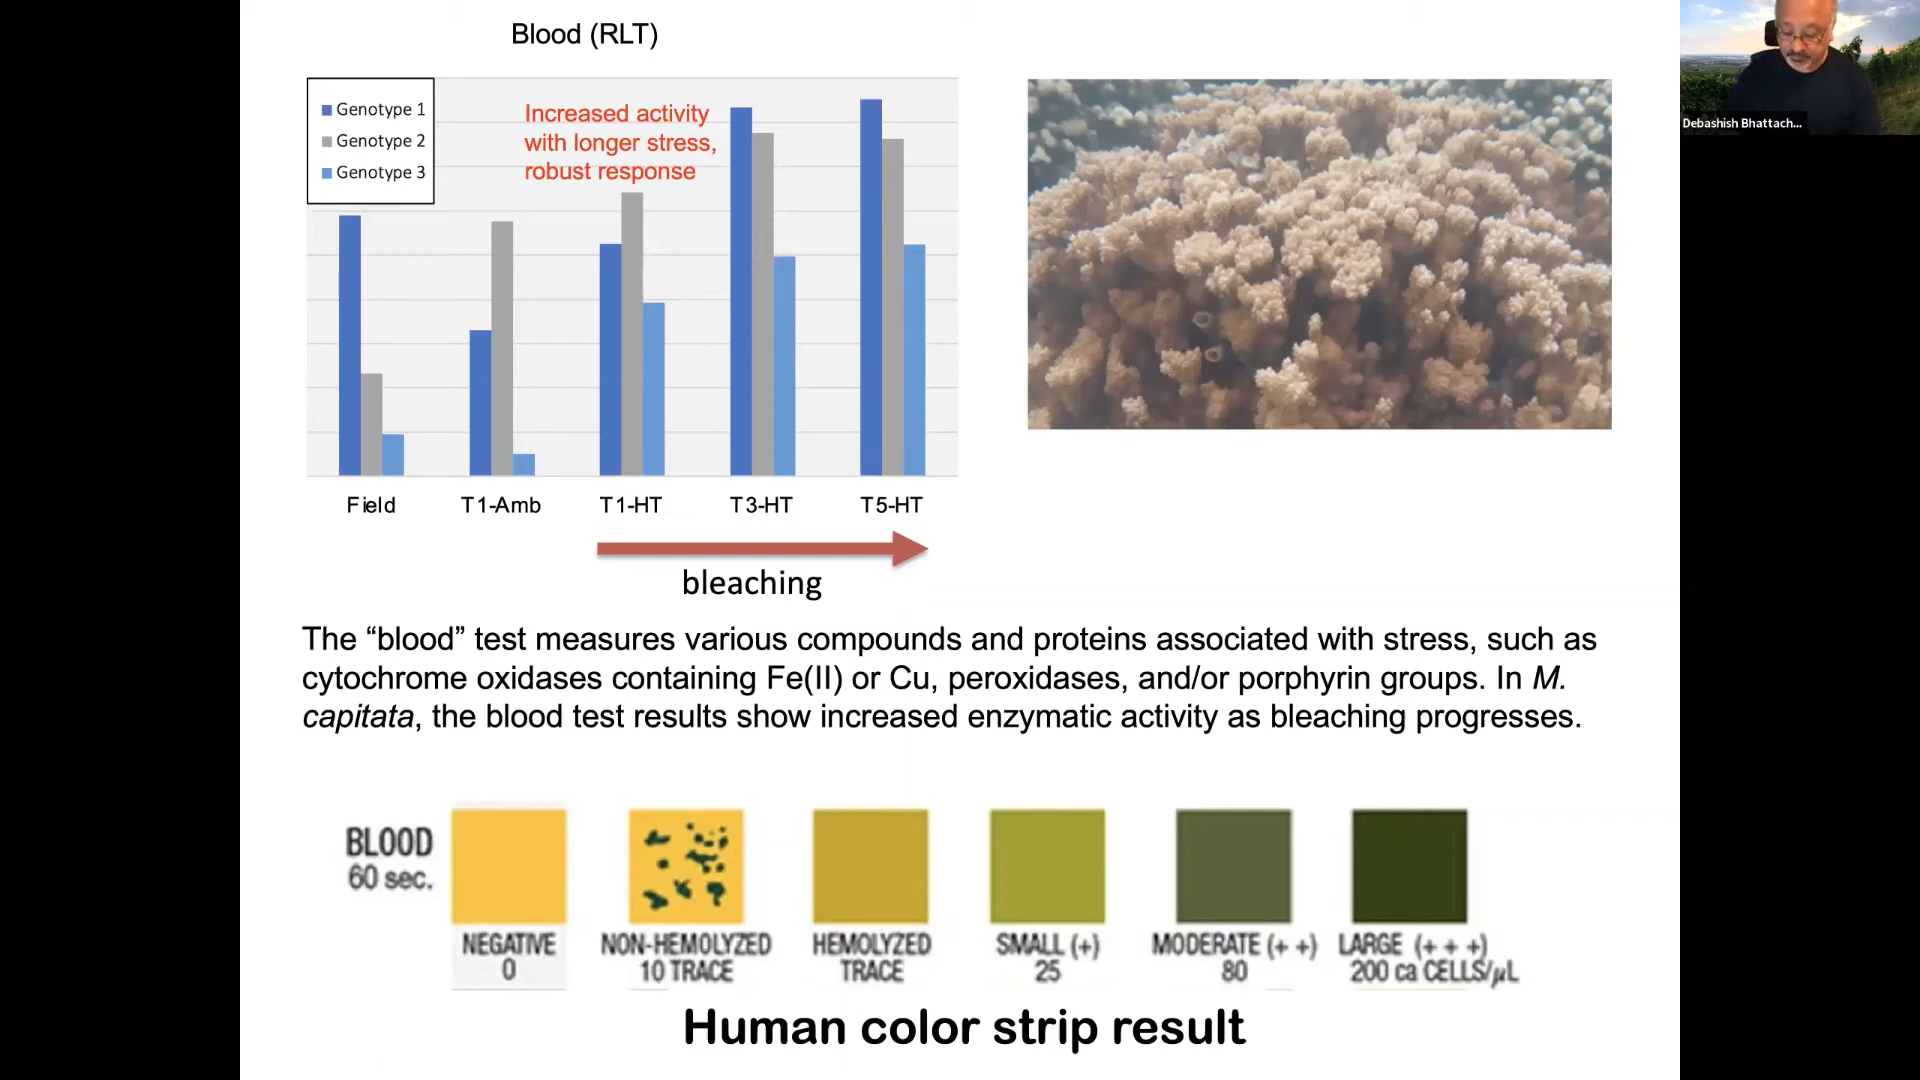 Blood (RLT)
Genotype 1
Genotype 2
Genotype 3
Increased activity
with longer stress,
robust response
Field
T1-Amb
T1-HT
T3-HT
T5-HT
bleaching
The “blood” test measures various compounds and proteins associated with stress, such as
cytochrome oxidases containing Fe(II) or Cu, peroxidases, and/or porphyrin groups. In M.
capitata, the blood test results show increased enzymatic activity as bleaching progresses.
BLOOD
60 sec.
NEGATIVE
0
NON-HEMOLYZED
10 TRACE
HEMOLYZED
TRACE
SMALL (+)
25
MODERATE (+ +)
80
LARGE (+ + +)
200 ca CELLS/µL
Human color strip result
Debashish Bhattach...